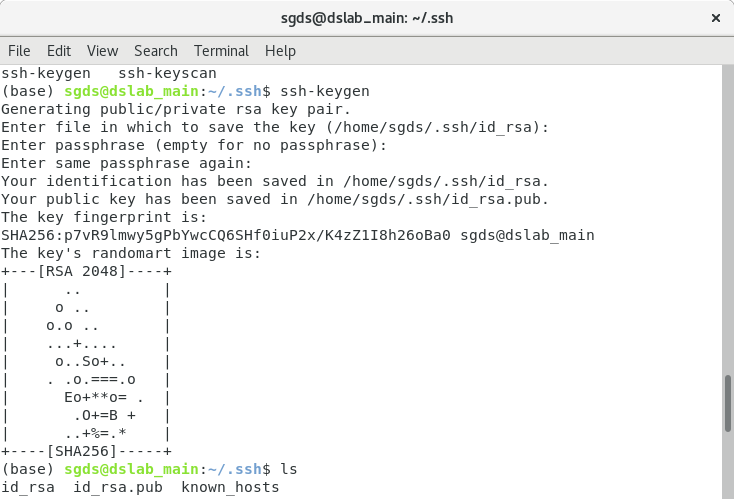 sgds@dslab_main: ~/.ssh ×
File Edit View Search Terminal Help
ssh-keygen   ssh-keyscan
(base) sgds@dslab_main:~/.ssh$ ssh-keygen
Generating public/private rsa key pair.
Enter file in which to save the key (/home/sgds/.ssh/id_rsa):
Enter passphrase (empty for no passphrase):
Enter same passphrase again:
Your identification has been saved in /home/sgds/.ssh/id_rsa.
Your public key has been saved in /home/sgds/.ssh/id_rsa.pub.
The key fingerprint is:
SHA256:p7vR9lmwy5gPbYwcCQ6SHf0iuP2x/K4zZ1I8h26oBa0 sgds@dslab_main
The key's randomart image is:
+---[RSA 2048]----+
|      ..         |
|     o ..        |
|    o.o ..       |
|    ...+....     |
|     o..So+..    |
|    . .o.===.o   |
|      Eo+**o= .  |
|       .O+=B +   |
|      ..+%=.*    |
+----[SHA256]-----+
(base) sgds@dslab_main:~/.ssh$ ls
id_rsa  id_rsa.pub  known_hosts